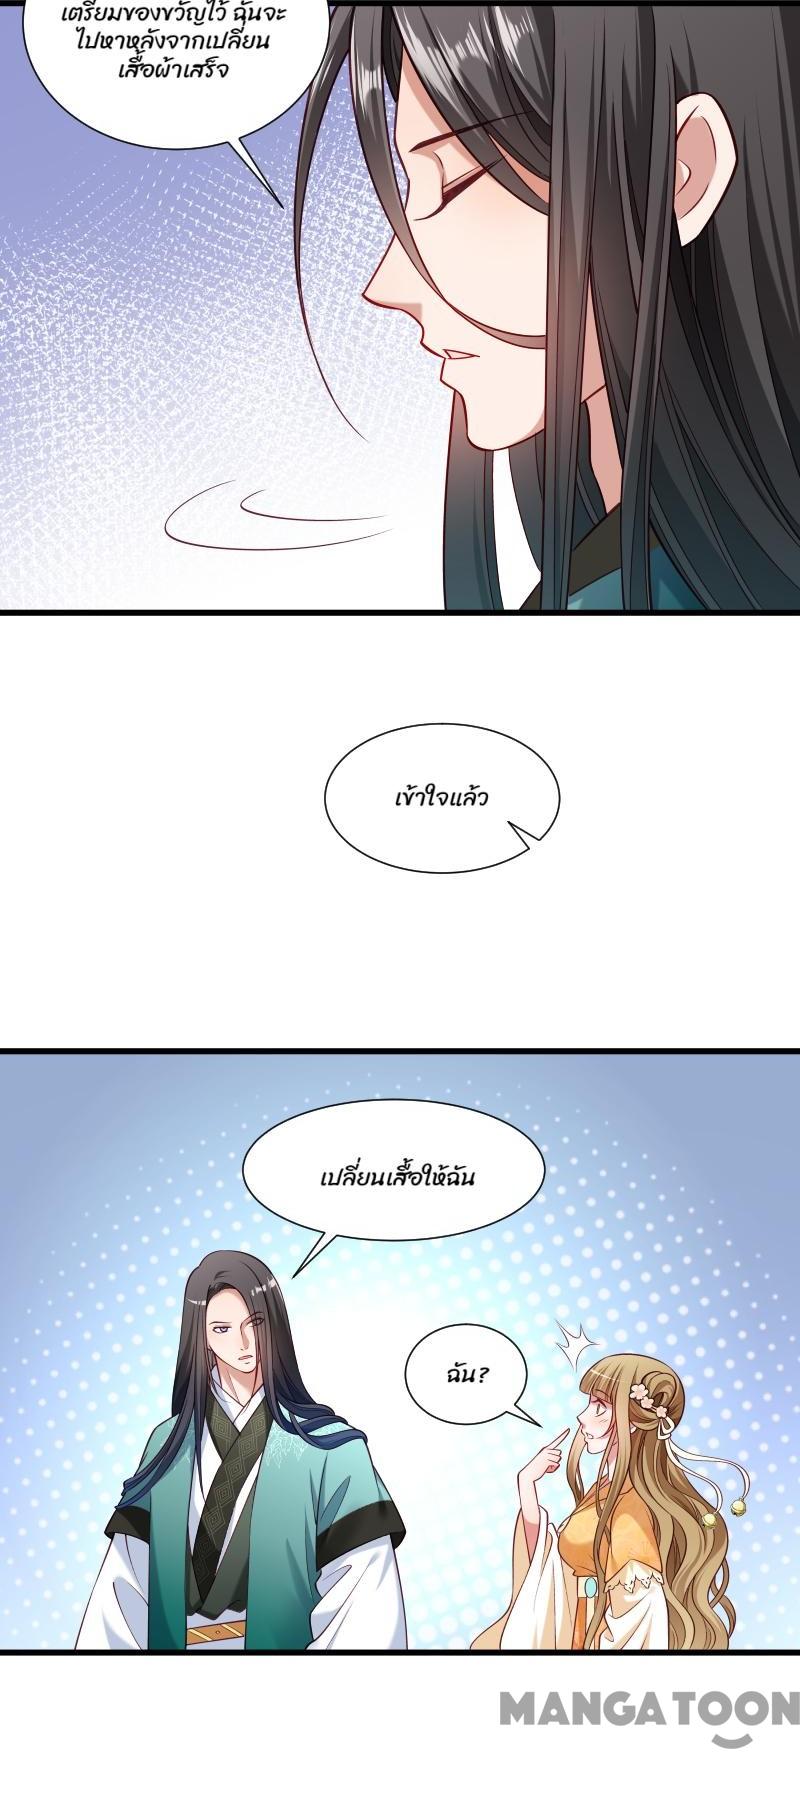 เตรียมของขวัญไว้ ฉันจะ
ไปหาหลังจากเปลี่ยน
เสื้อผ้าเสร็จ
เข้าใจแล้ว
เปลี่ยนเสื้อให้ฉัน
ฉัน?
MANGATOON